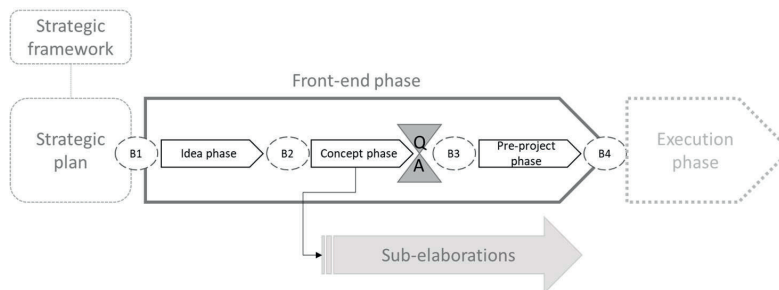 Strategic
framework
Front-end phase
Strategic
plan
B1
Idea phase
B2
Concept phase
Q
A
B3
Pre-project
phase
B4
Execution
phase
Sub-elaborations